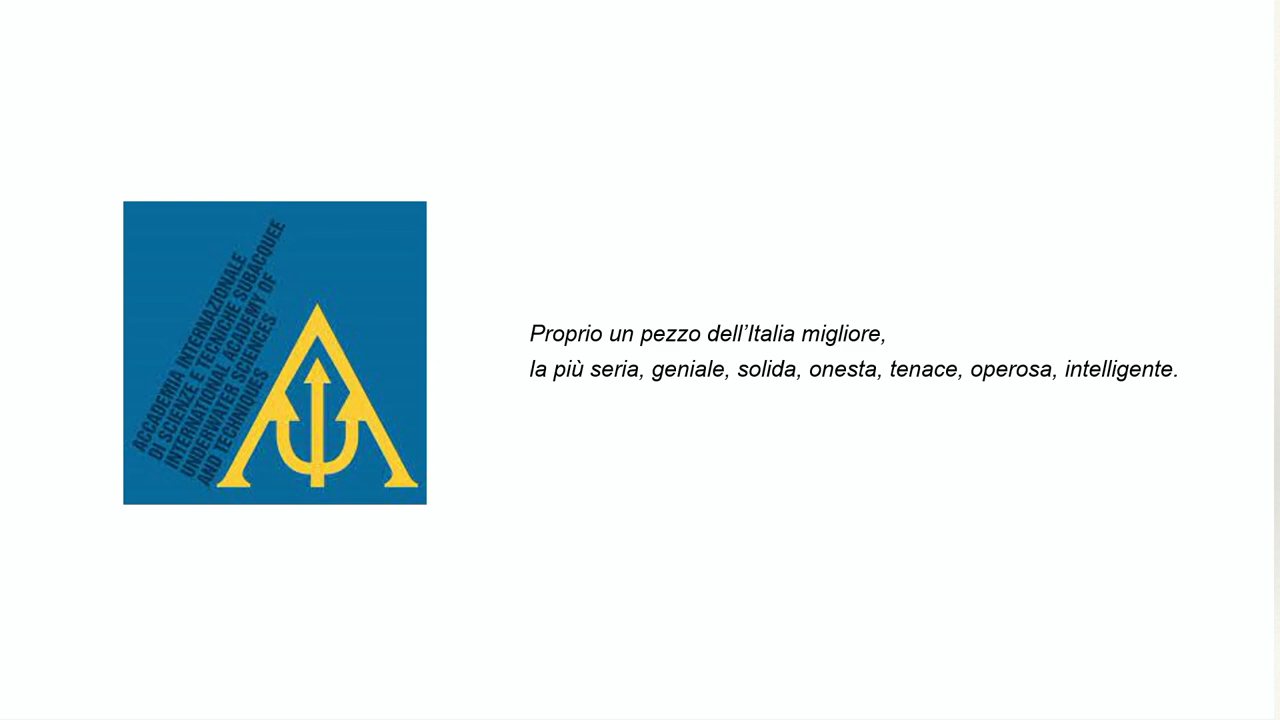 ACCADEMIA INTERNAZIONALE
DI SCIENZE E TECNICHE SUBACQUEE
INTERNATIONAL ACADEMY OF
UNDERWATER SCIENCES
AND TECHNIQUES
Proprio un pezzo dell’Italia migliore,
la più seria, geniale, solida, onesta, tenace, operosa, intelligente.